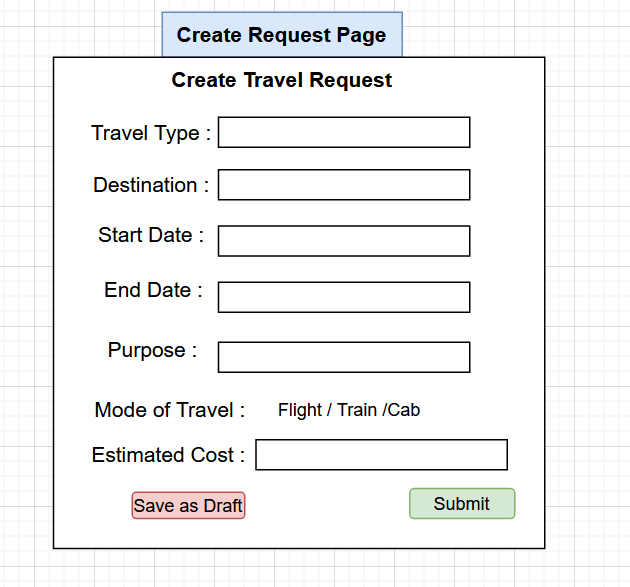 Create Request Page
Create Travel Request
Travel Type :
Destination :
Start Date :
End Date :
Purpose :
Mode of Travel : Flight / Train /Cab
Estimated Cost :
Save as Draft Submit